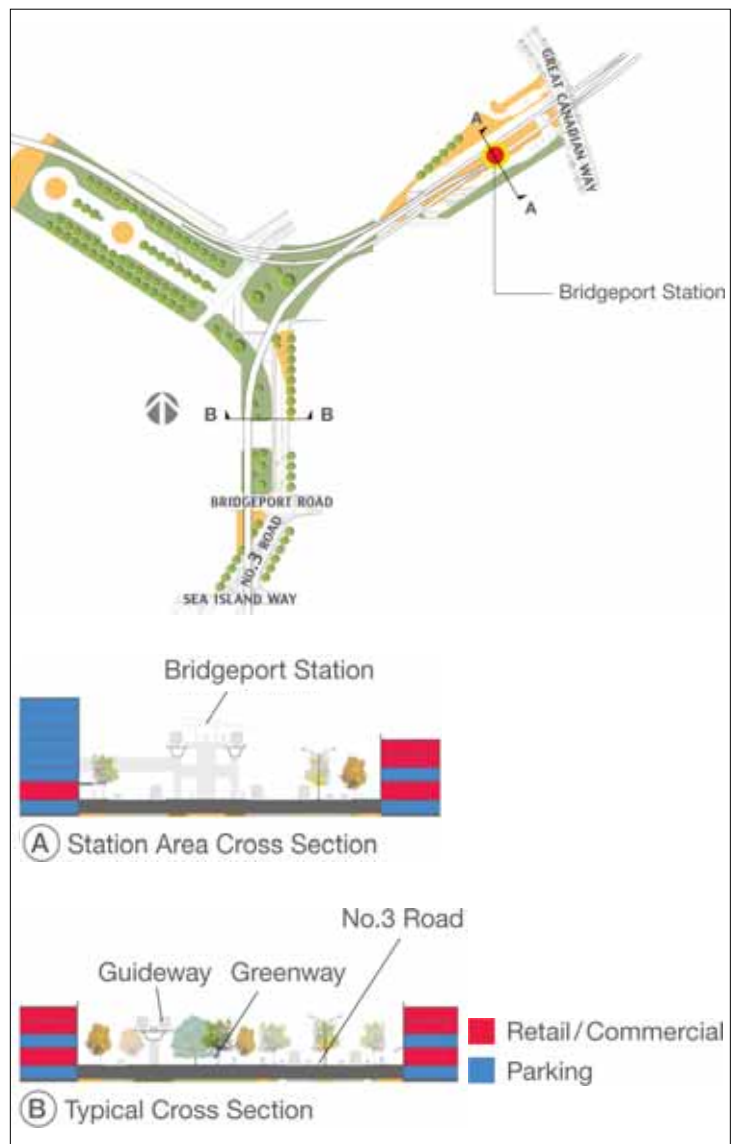 GREAT CANADIAN WAY
A
A
Bridgeport Station
B
B
BRIDGEPORT ROAD
NO.3 ROAD
SEA ISLAND WAY
Bridgeport Station
A Station Area Cross Section
No.3 Road
Guideway
Greenway
Retail/Commercial
Parking
B Typical Cross Section